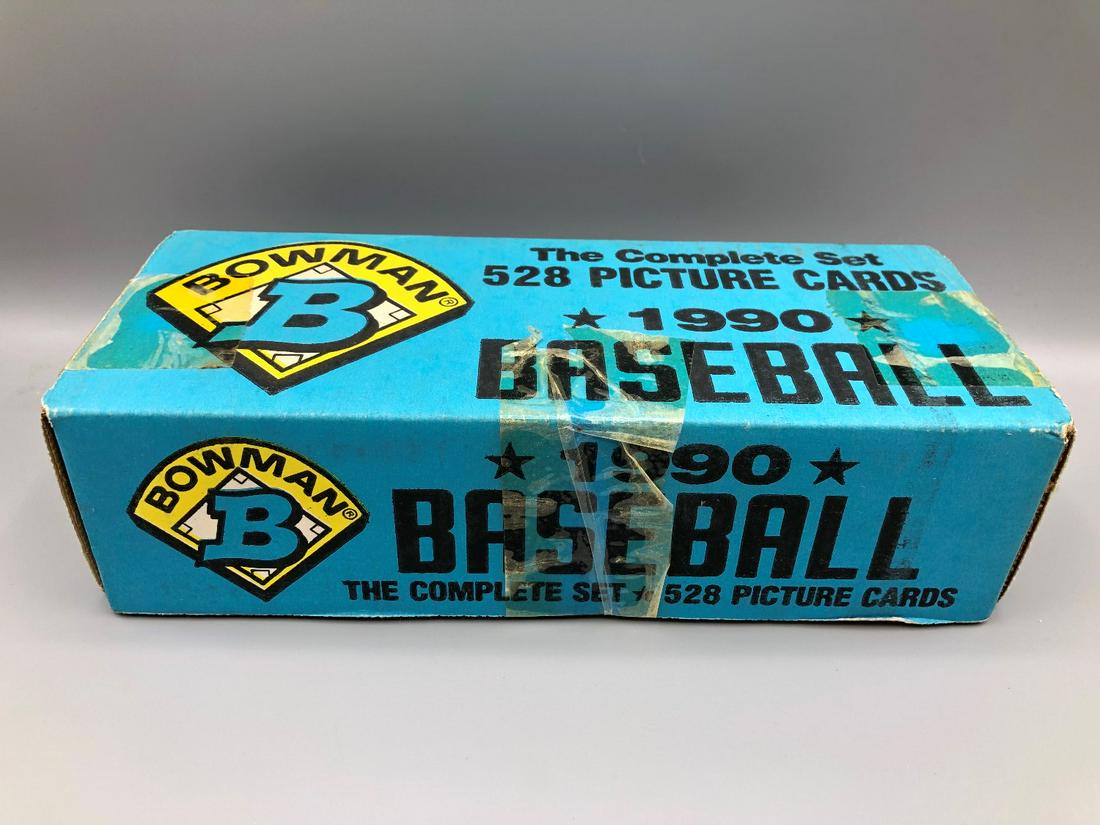 BOWMAN®
B
The Complete Set
528 PICTURE CARDS
★ 1990 ★
BASEBALL
BOWMAN®
B
★ 1990 ★
BASEBALL
THE COMPLETE SET ★ 528 PICTURE CARDS